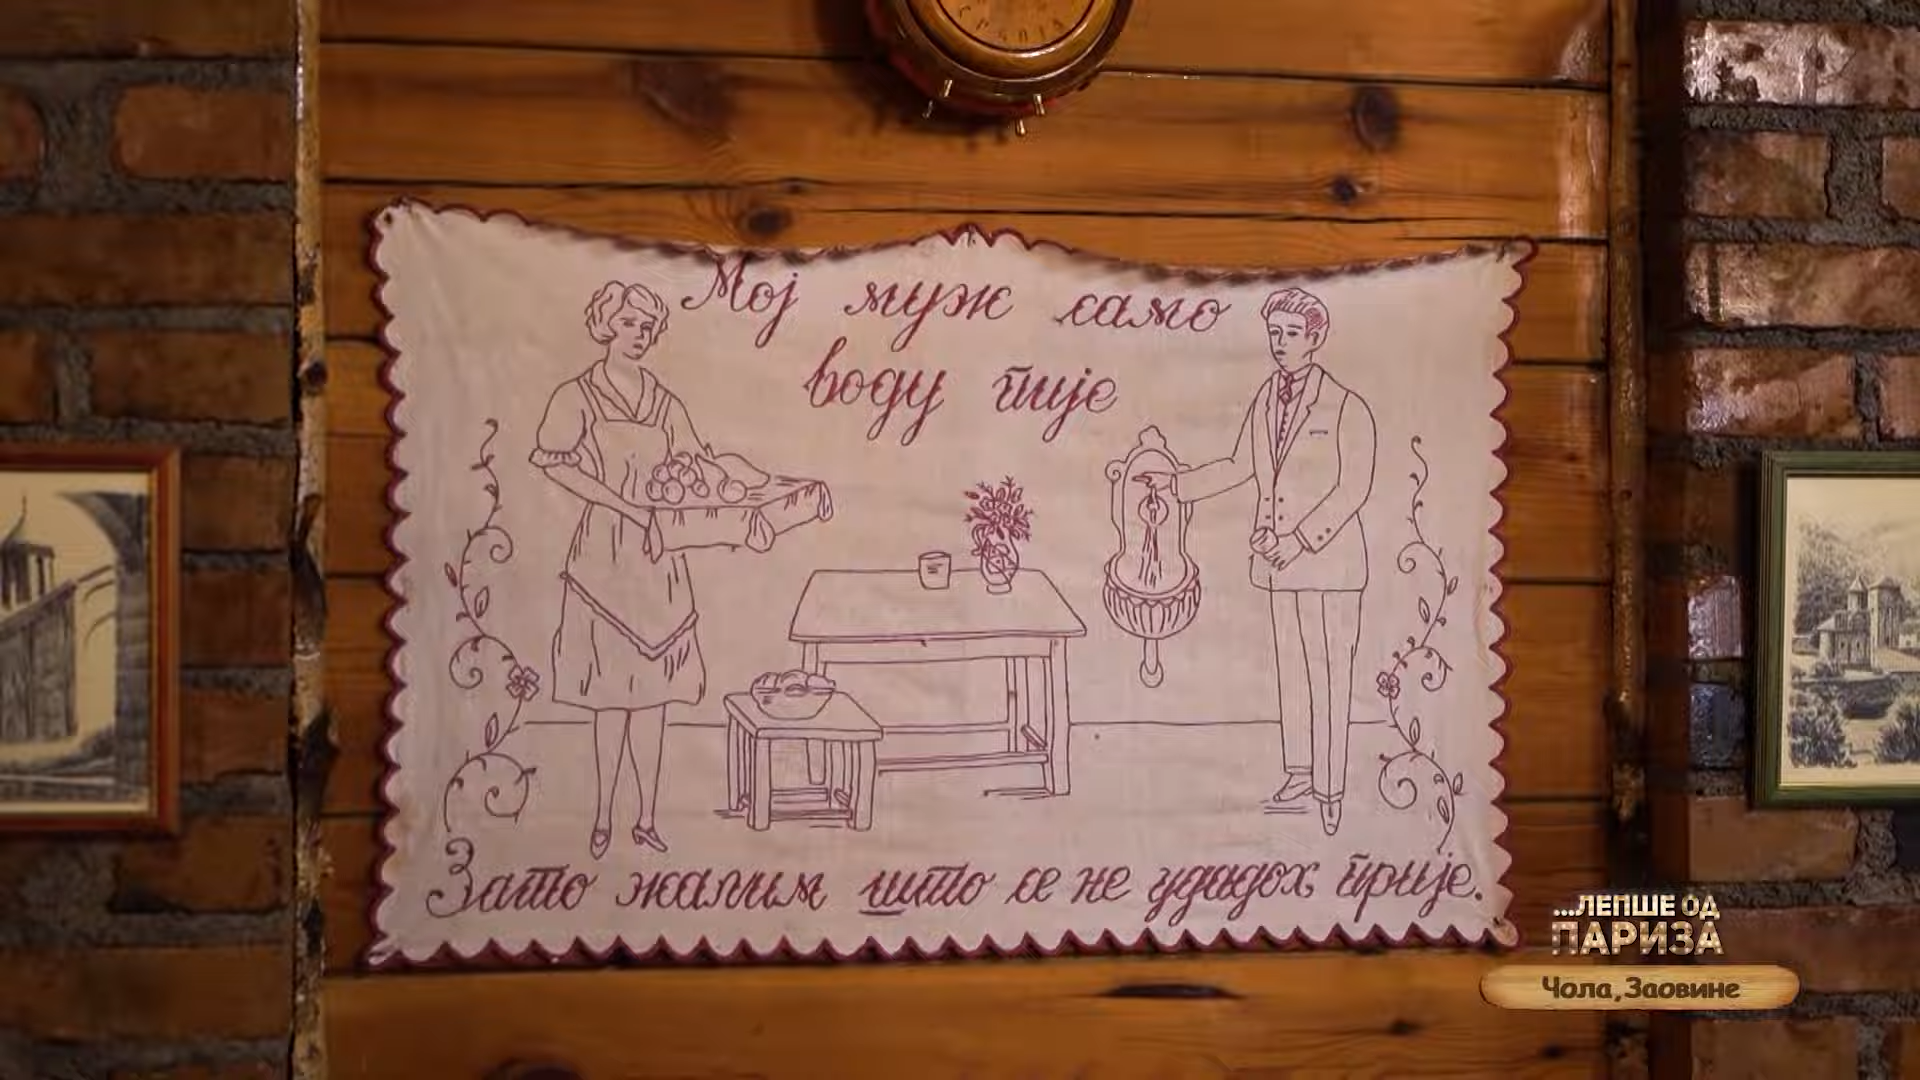 Мој муж само
воду пије
Зато жалим што се не удадох прије.
...ЛЕПШЕ ОД
ПАРИЗА
Чола, Заовине